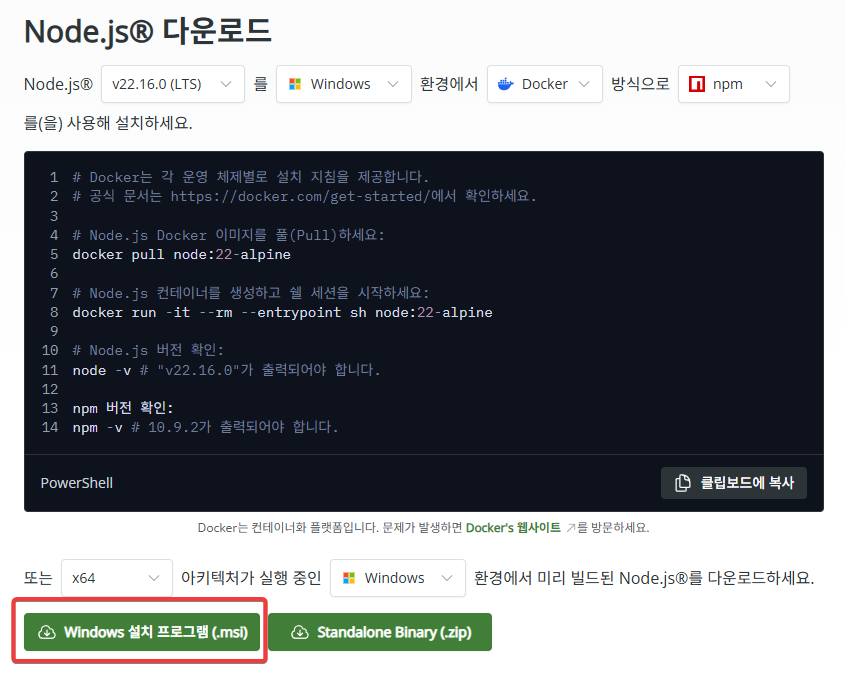 Node.js® 다운로드
Node.js® v22.16.0 (LTS) 를 Windows 환경에서 Docker 방식으로 npm
를(을) 사용해 설치하세요.
1 # Docker는 각 운영 체제별로 설치 지침을 제공합니다.
2 # 공식 문서는 https://docker.com/get-started/에서 확인하세요.
3
4 # Node.js Docker 이미지를 풀(Pull)하세요:
5 docker pull node:22-alpine
6
7 # Node.js 컨테이너를 생성하고 쉘 세션을 시작하세요:
8 docker run -it --rm --entrypoint sh node:22-alpine
9
10 # Node.js 버전 확인:
11 node -v # "v22.16.0"가 출력되어야 합니다.
12
13 npm 버전 확인:
14 npm -v # 10.9.2가 출력되어야 합니다.
PowerShell 클립보드에 복사
Docker는 컨테이너화 플랫폼입니다. 문제가 발생하면 Docker's 웹사이트 ↗를 방문하세요.
또는 x64 아키텍처가 실행 중인 Windows 환경에서 미리 빌드된 Node.js®를 다운로드하세요.
Windows 설치 프로그램 (.msi) Standalone Binary (.zip)